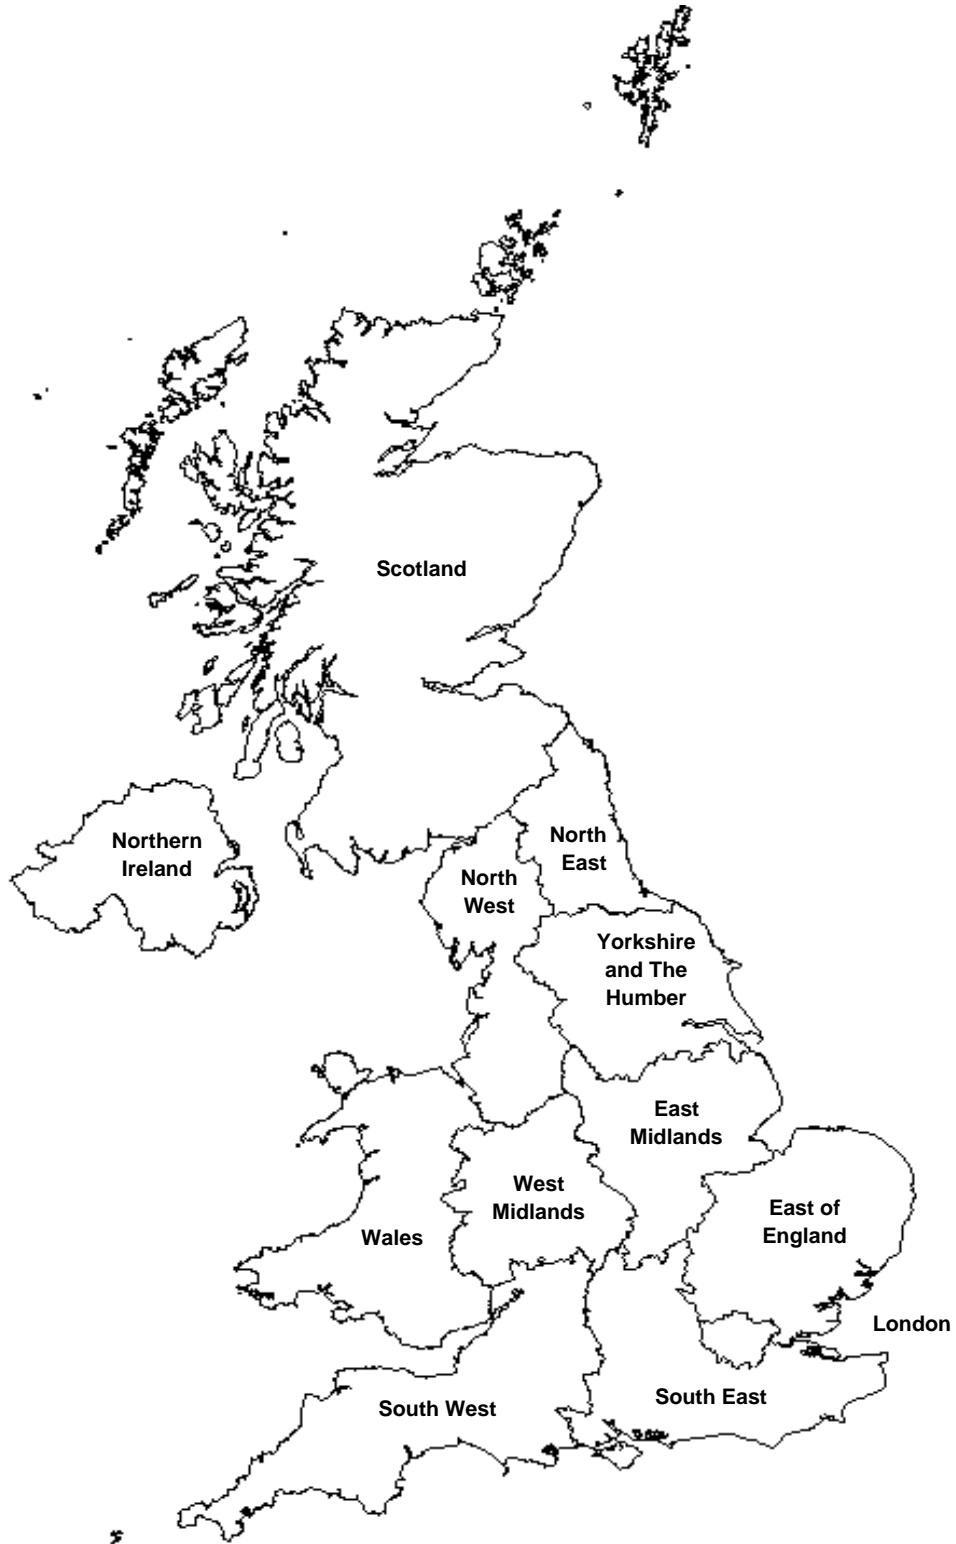 Scotland
Northern
Ireland
North
East
North
West
Yorkshire
and The
Humber
East
Midlands
West
Midlands
East of
England
Wales
London
South East
South West